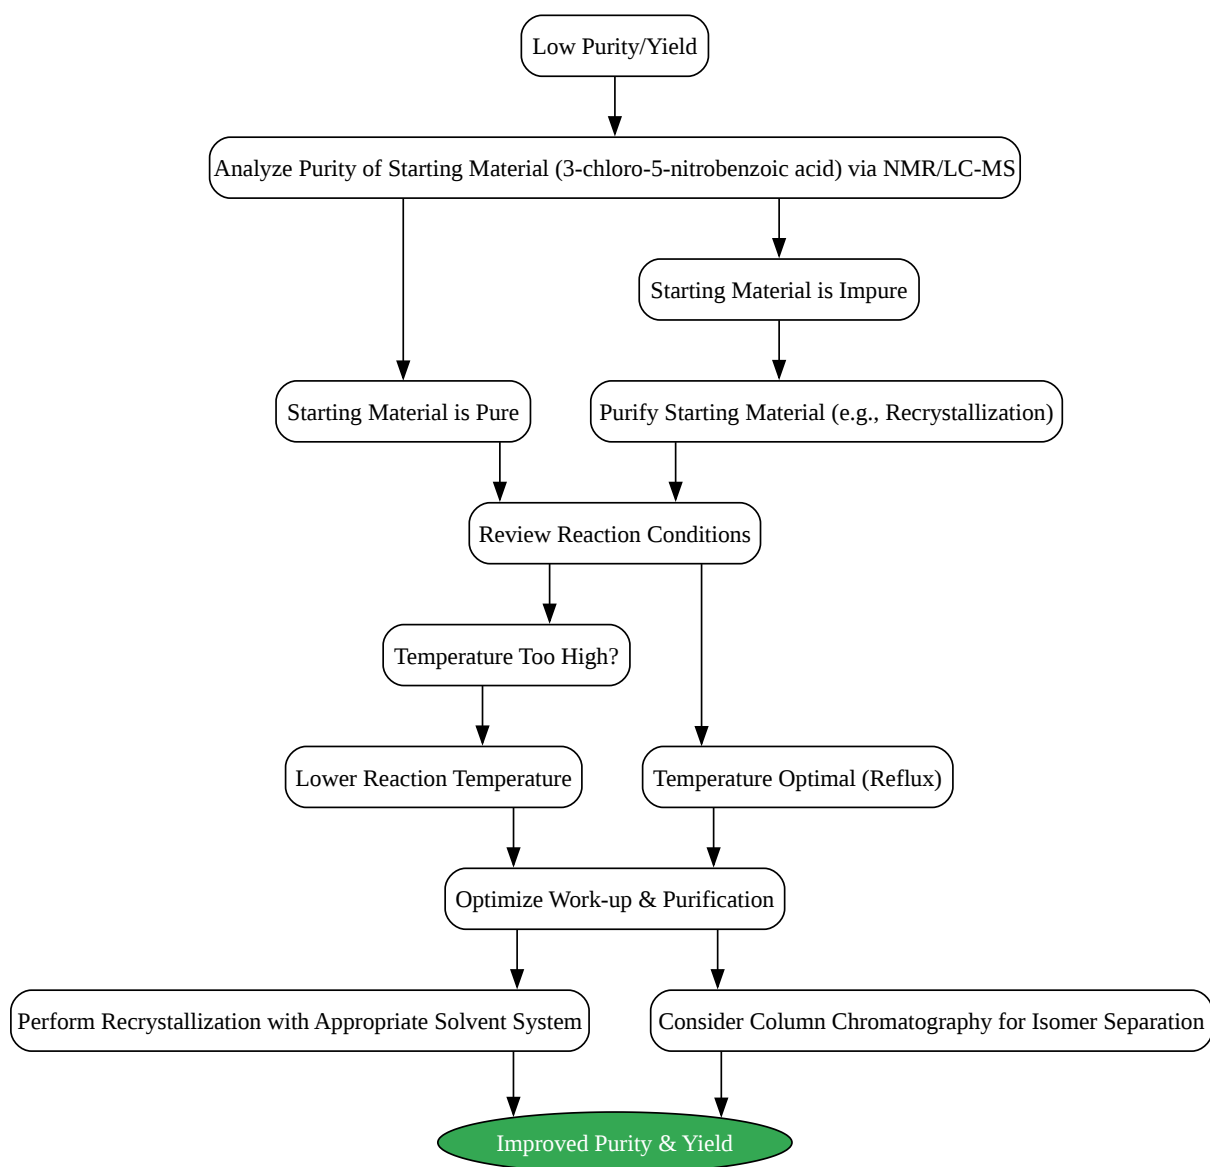 Low Purity/Yield
Analyze Purity of Starting Material (3-chloro-5-nitrobenzoic acid) via NMR/LC-MS
Starting Material is Impure
Starting Material is Pure
Purify Starting Material (e.g., Recrystallization)
Review Reaction Conditions
Temperature Too High?
Lower Reaction Temperature
Temperature Optimal (Reflux)
Optimize Work-up & Purification
Perform Recrystallization with Appropriate Solvent System
Consider Column Chromatography for Isomer Separation
Improved Purity & Yield